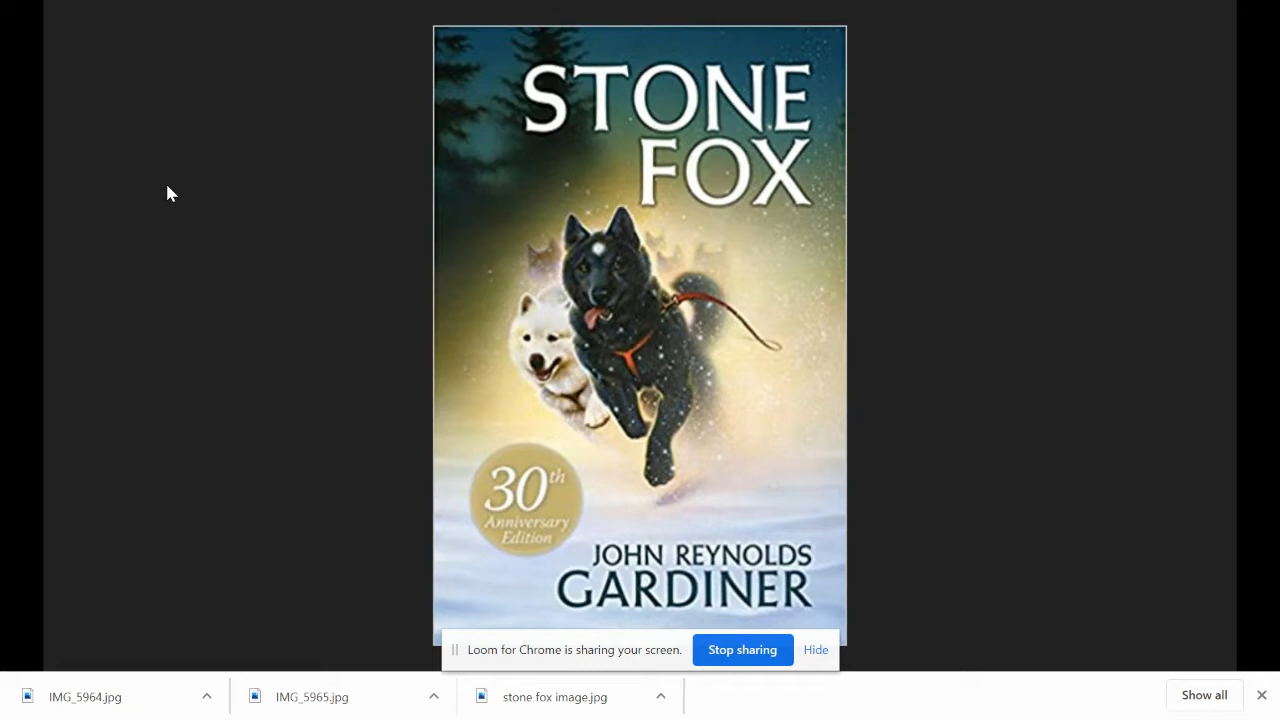 STONE
FOX
30th
Anniversary
Edition
JOHN REYNOLDS
GARDINER
Loom for Chrome is sharing your screen.
Stop sharing
Hide
IMG_5964.jpg
IMG_5965.jpg
stone fox image.jpg
Show all